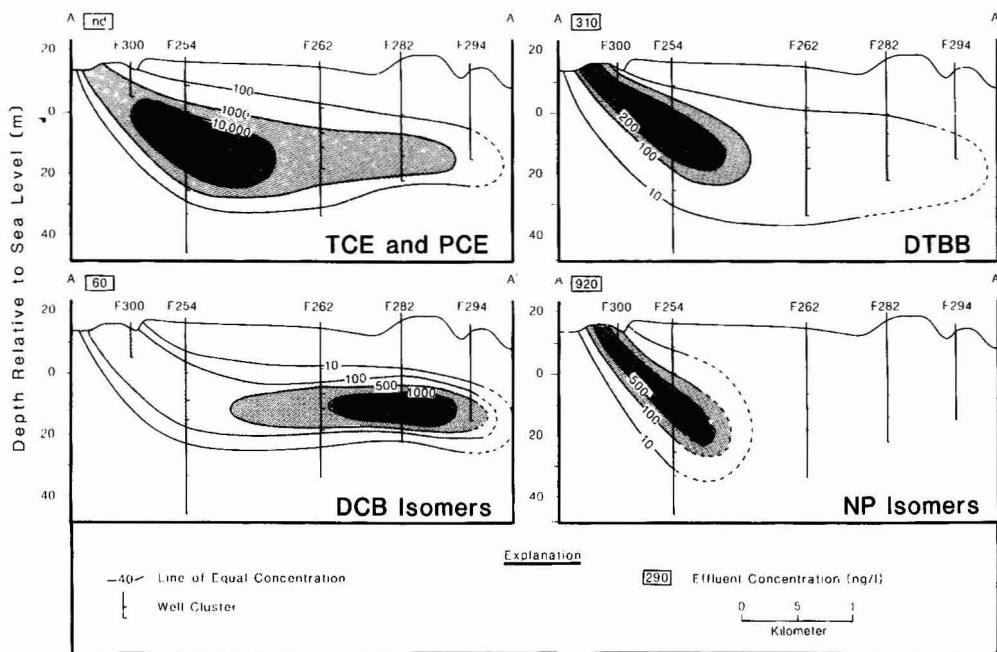 A nd A'
F300 F254 F262 F282 F294
20
0
20
40
100
1000
10,000
TCE and PCE
A 310 A'
F300 F254 F262 F282 F294
20
0
20
40
200
100
10
DTBB
Depth Relative to Sea Level (m)
A 60 A'
F300 F254 F262 F282 F294
20
0
20
40
10
100
500
1000
DCB Isomers
A 920 A'
F300 F254 F262 F282 F294
20
0
20
40
500
100
10
NP Isomers
Explanation
—40— Line of Equal Concentration
Well Cluster
290 Effluent Concentration (ng/l)
0 5 1
Kilometer